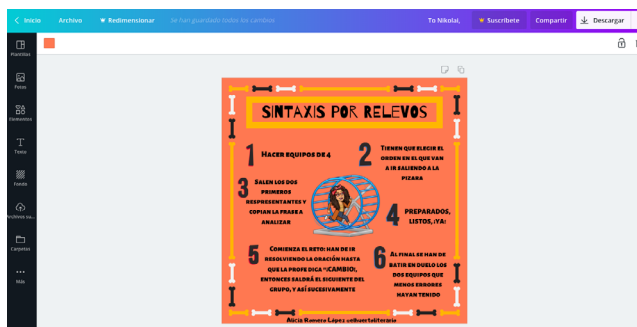 Inicio Archivo Redimensionar Se han guardado todos los cambios To Nikolai, Suscríbete Compartir Descargar
Plantillas
Fotos
Elementos
Texto
Fondo
Archivos su...
Carpetas
Más
SINTAXIS POR RELEVOS
1 HACER EQUIPOS DE 4
2 TIENEN QUE ELEGIR EL
ORDEN EN EL QUE VAN
A IR SALIENDO A LA
PIZARA
3 SALEN LOS DOS
PRIMEROS
RESPRESENTANTES Y
COPIAN LA FRASE A
ANALIZAR
4 PREPARADOS,
LISTOS, ¡YA!
5 COMIENZA EL RETO: HAN DE IR
RESOLVIENDO LA ORACIÓN HASTA
QUE LA PROFE DICA "¡CAMBIO!,
ENTONCES SALDRÁ EL SIGUIENTE DEL
GRUPO, Y ASÍ SUCESIVAMENTE
6 AL FINAL SE HAN DE
BATIR EN DUELO LOS
DOS EQUIPOS QUE
MENOS ERRORES
HAYAN TENIDO
Alicia Romero López @elhuertoliterario